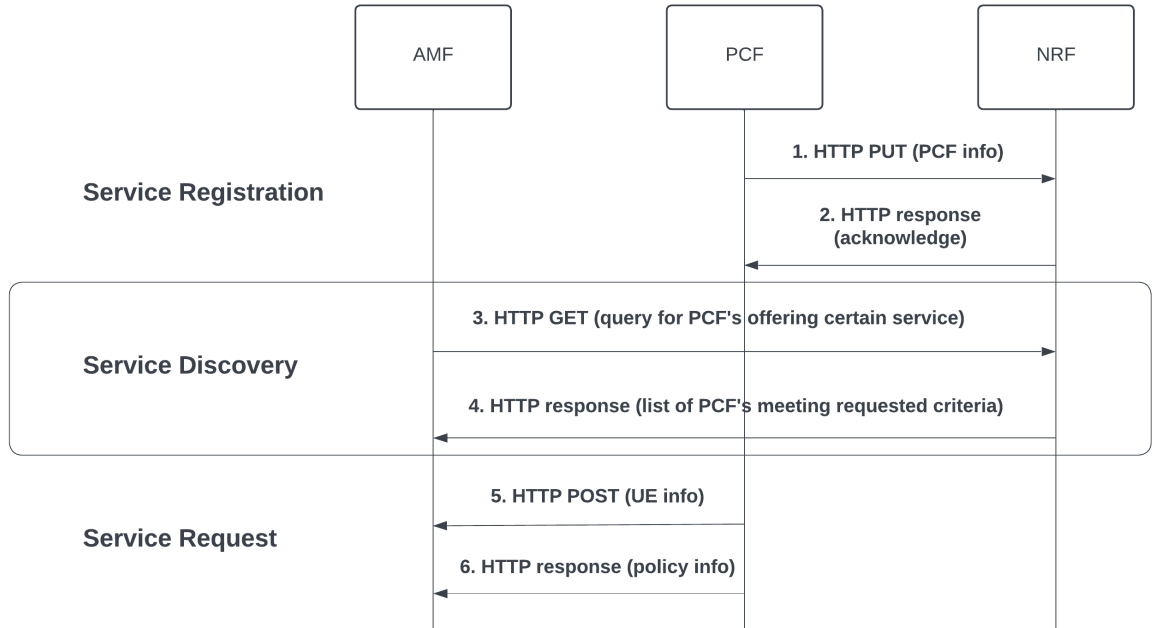 AMF
PCF
NRF
1. HTTP PUT (PCF info)
Service Registration
2. HTTP response
(acknowledge)
3. HTTP GET (query for PCF's offering certain service)
Service Discovery
4. HTTP response (list of PCF's meeting requested criteria)
5. HTTP POST (UE info)
Service Request
6. HTTP response (policy info)